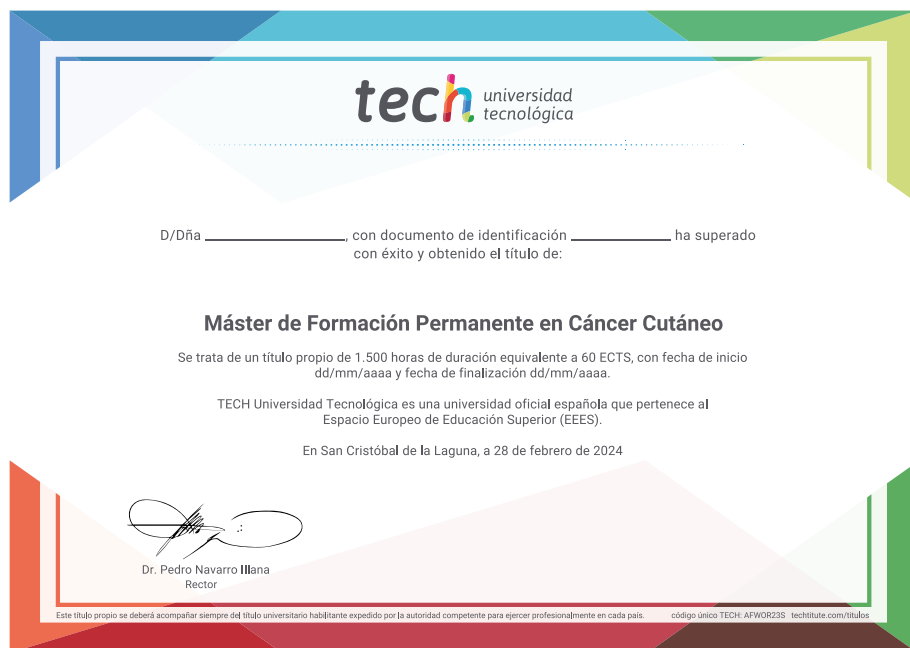 tech universidad
tecnológica
D/Dña ____________________, con documento de identificación ______________ ha superado
con éxito y obtenido el título de:
Máster de Formación Permanente en Cáncer Cutáneo
Se trata de un título propio de 1.500 horas de duración equivalente a 60 ECTS, con fecha de inicio
dd/mm/aaaa y fecha de finalización dd/mm/aaaa.
TECH Universidad Tecnológica es una universidad oficial española que pertenece al
Espacio Europeo de Educación Superior (EEES).
En San Cristóbal de la Laguna, a 28 de febrero de 2024
Dr. Pedro Navarro Illana
Rector
Este título propio se deberá acompañar siempre del título universitario habilitante expedido por la autoridad competente para ejercer profesionalmente en cada país. código único TECH: AFWOR23S techtitute.com/titulos